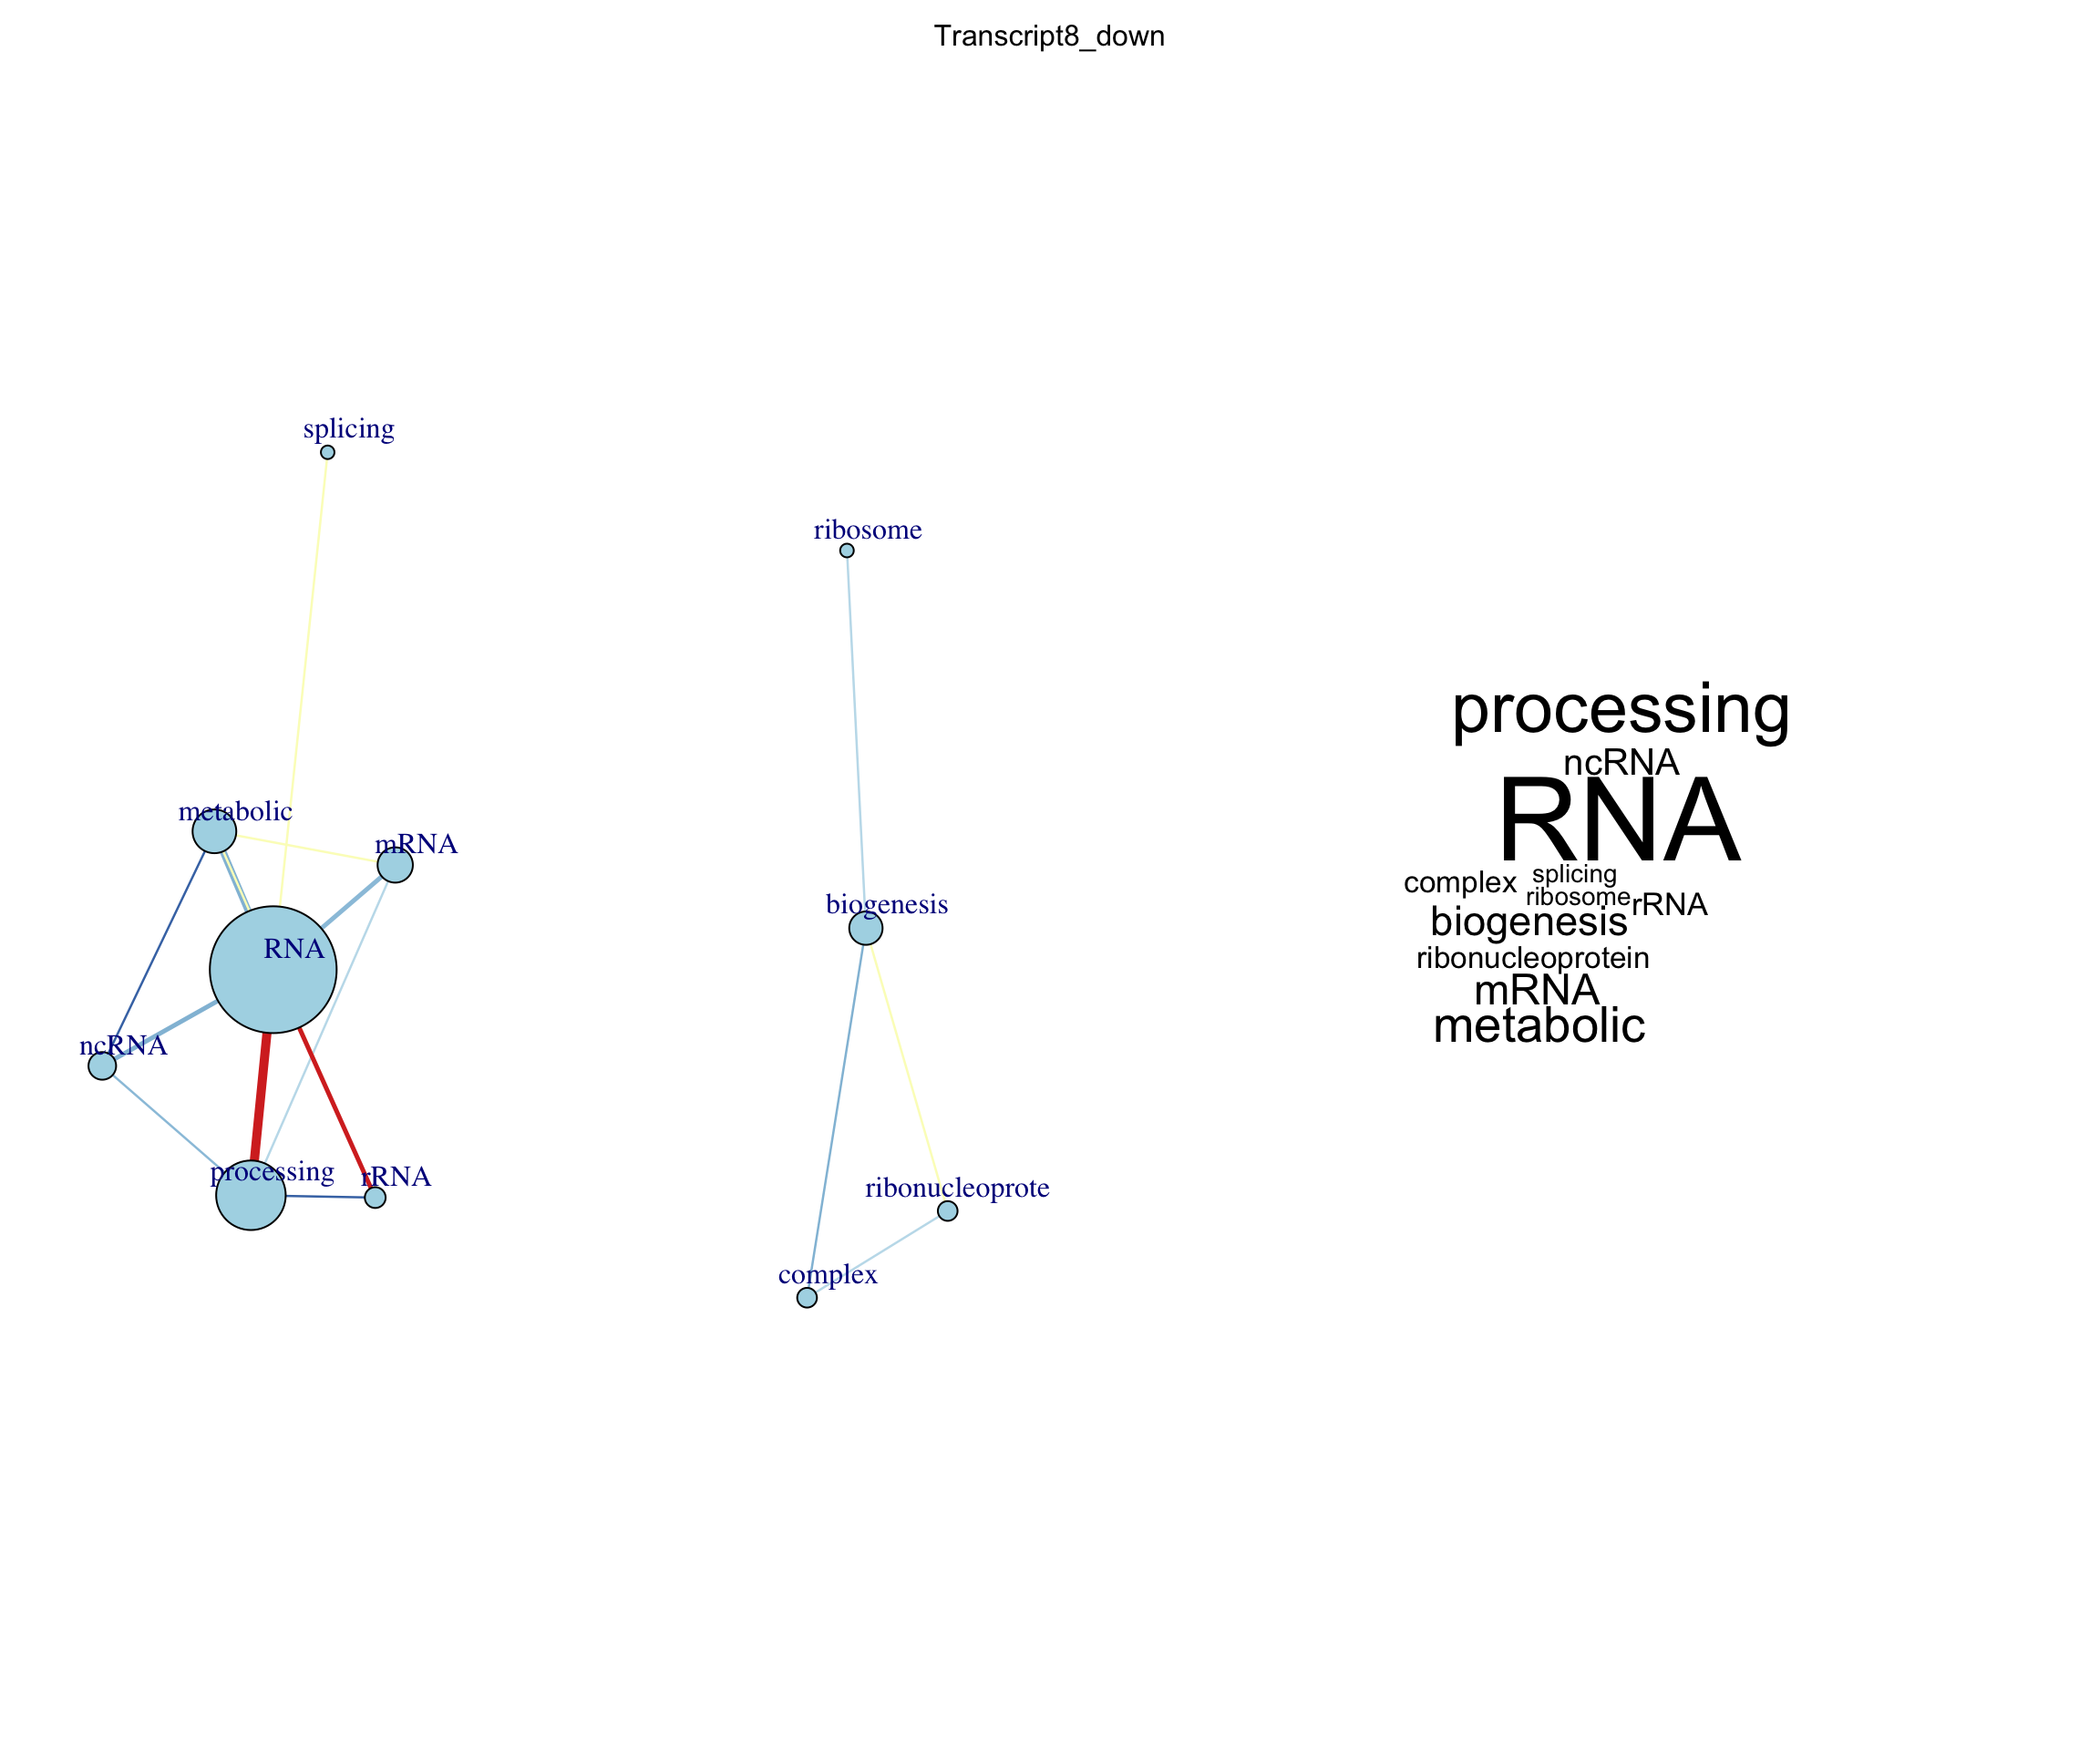 Transcript8_down
splicing
metabolic
mRNA
RNA
ncRNA
processing
rRNA
ribosome
biogenesis
ribonucleoprote
complex
processing
ncRNA
RNA
complex
splicing
ribosome
rRNA
biogenesis
ribonucleoprotein
mRNA
metabolic